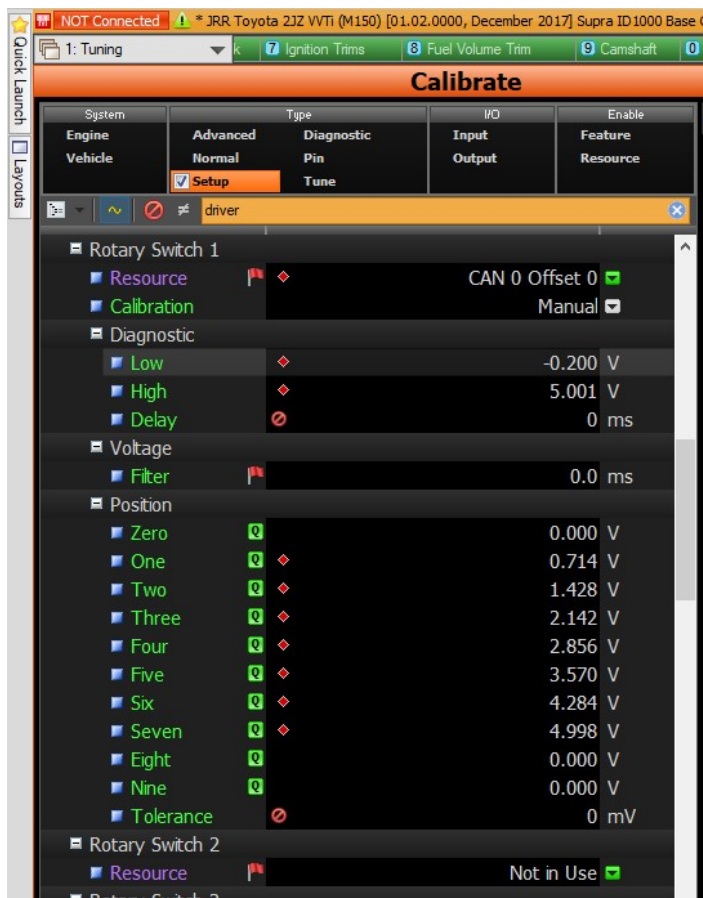 NOT Connected * JRR Toyota 2JZ VVTi (M150) [01.02.0000, December 2017] Supra ID1000 Base
Quick Launch
Layouts
1: Tuning k 7 Ignition Trims 8 Fuel Volume Trim 9 Camshaft 0
Calibrate
System Type I/O Enable
Engine Advanced Diagnostic Input Feature
Vehicle Normal Pin Output Resource
Setup Tune
≠ driver
Rotary Switch 1
Resource CAN 0 Offset 0
Calibration Manual
Diagnostic
Low -0.200 V
High 5.001 V
Delay 0 ms
Voltage
Filter 0.0 ms
Position
Zero Q 0.000 V
One Q 0.714 V
Two Q 1.428 V
Three Q 2.142 V
Four Q 2.856 V
Five Q 3.570 V
Six Q 4.284 V
Seven Q 4.998 V
Eight Q 0.000 V
Nine Q 0.000 V
Tolerance 0 mV
Rotary Switch 2
Resource Not in Use